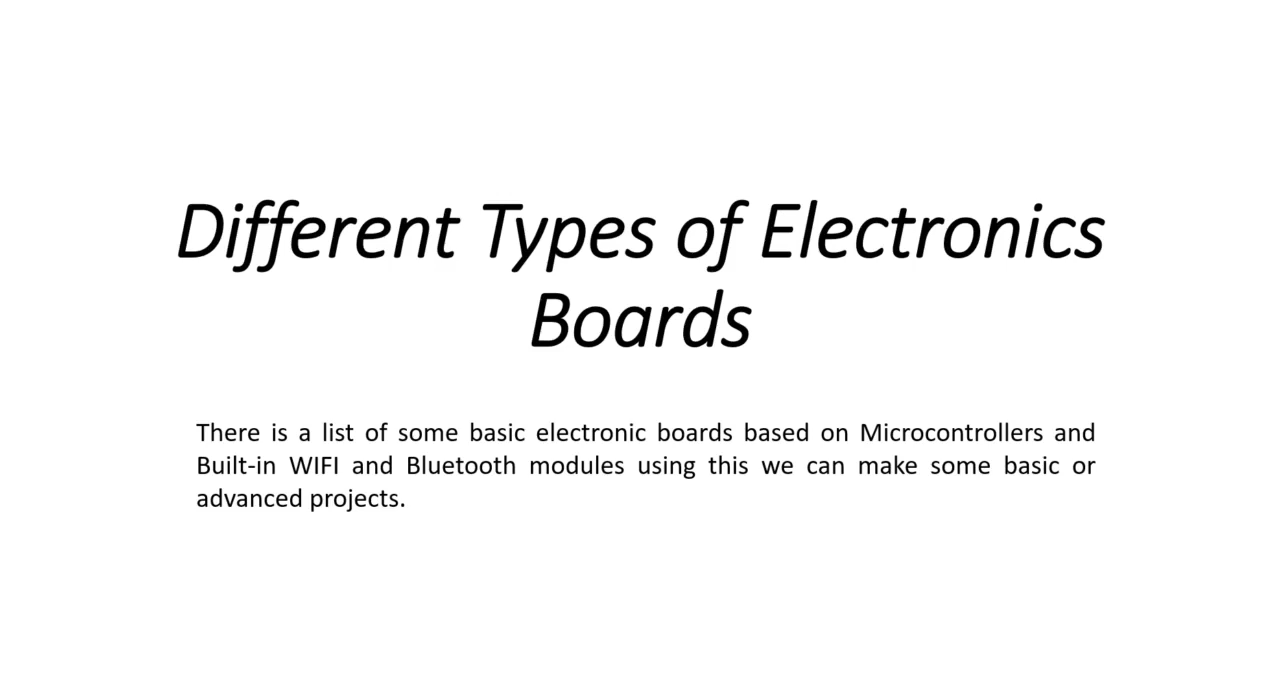 Different Types of Electronics
Boards
There is a list of some basic electronic boards based on Microcontrollers and
Built-in WIFI and Bluetooth modules using this we can make some basic or
advanced projects.